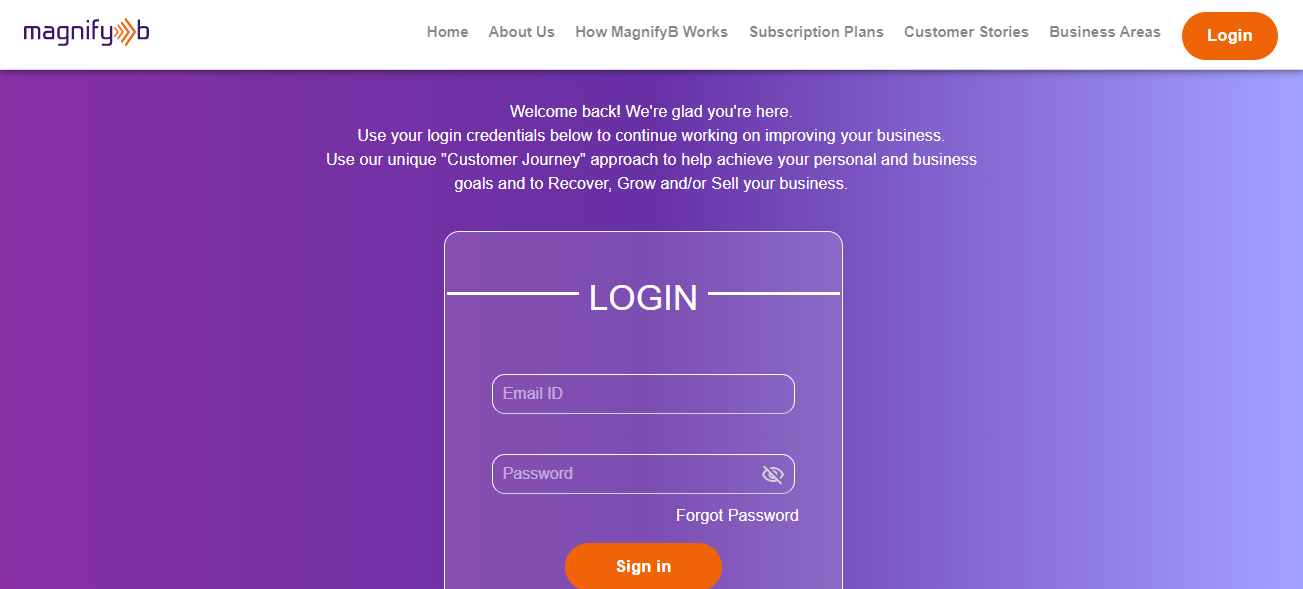 magnifyb
Home About Us How MagnifyB Works Subscription Plans Customer Stories Business Areas Login
Welcome back! We're glad you're here.
Use your login credentials below to continue working on improving your business.
Use our unique "Customer Journey" approach to help achieve your personal and business
goals and to Recover, Grow and/or Sell your business.
LOGIN
Email ID
Password
Forgot Password
Sign in